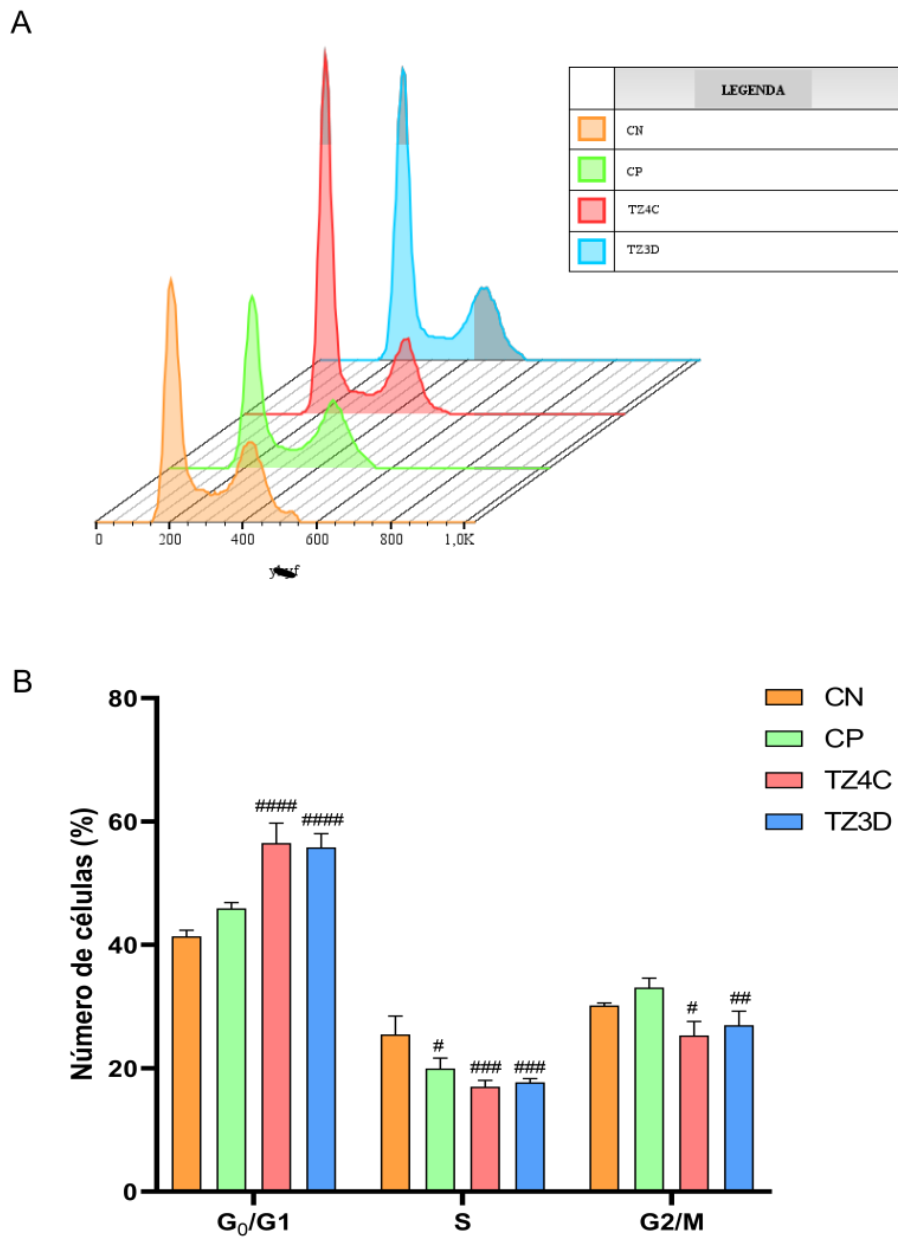 A
LEGENDA
CN
CP
TZ4C
TZ3D
0 200 400 600 800 1,0K
B
CN
CP
TZ4C
TZ3D
Número de células (%)
80
60
40
20
0
#### ####
# ### ###
# ##
G₀/G1 S G2/M